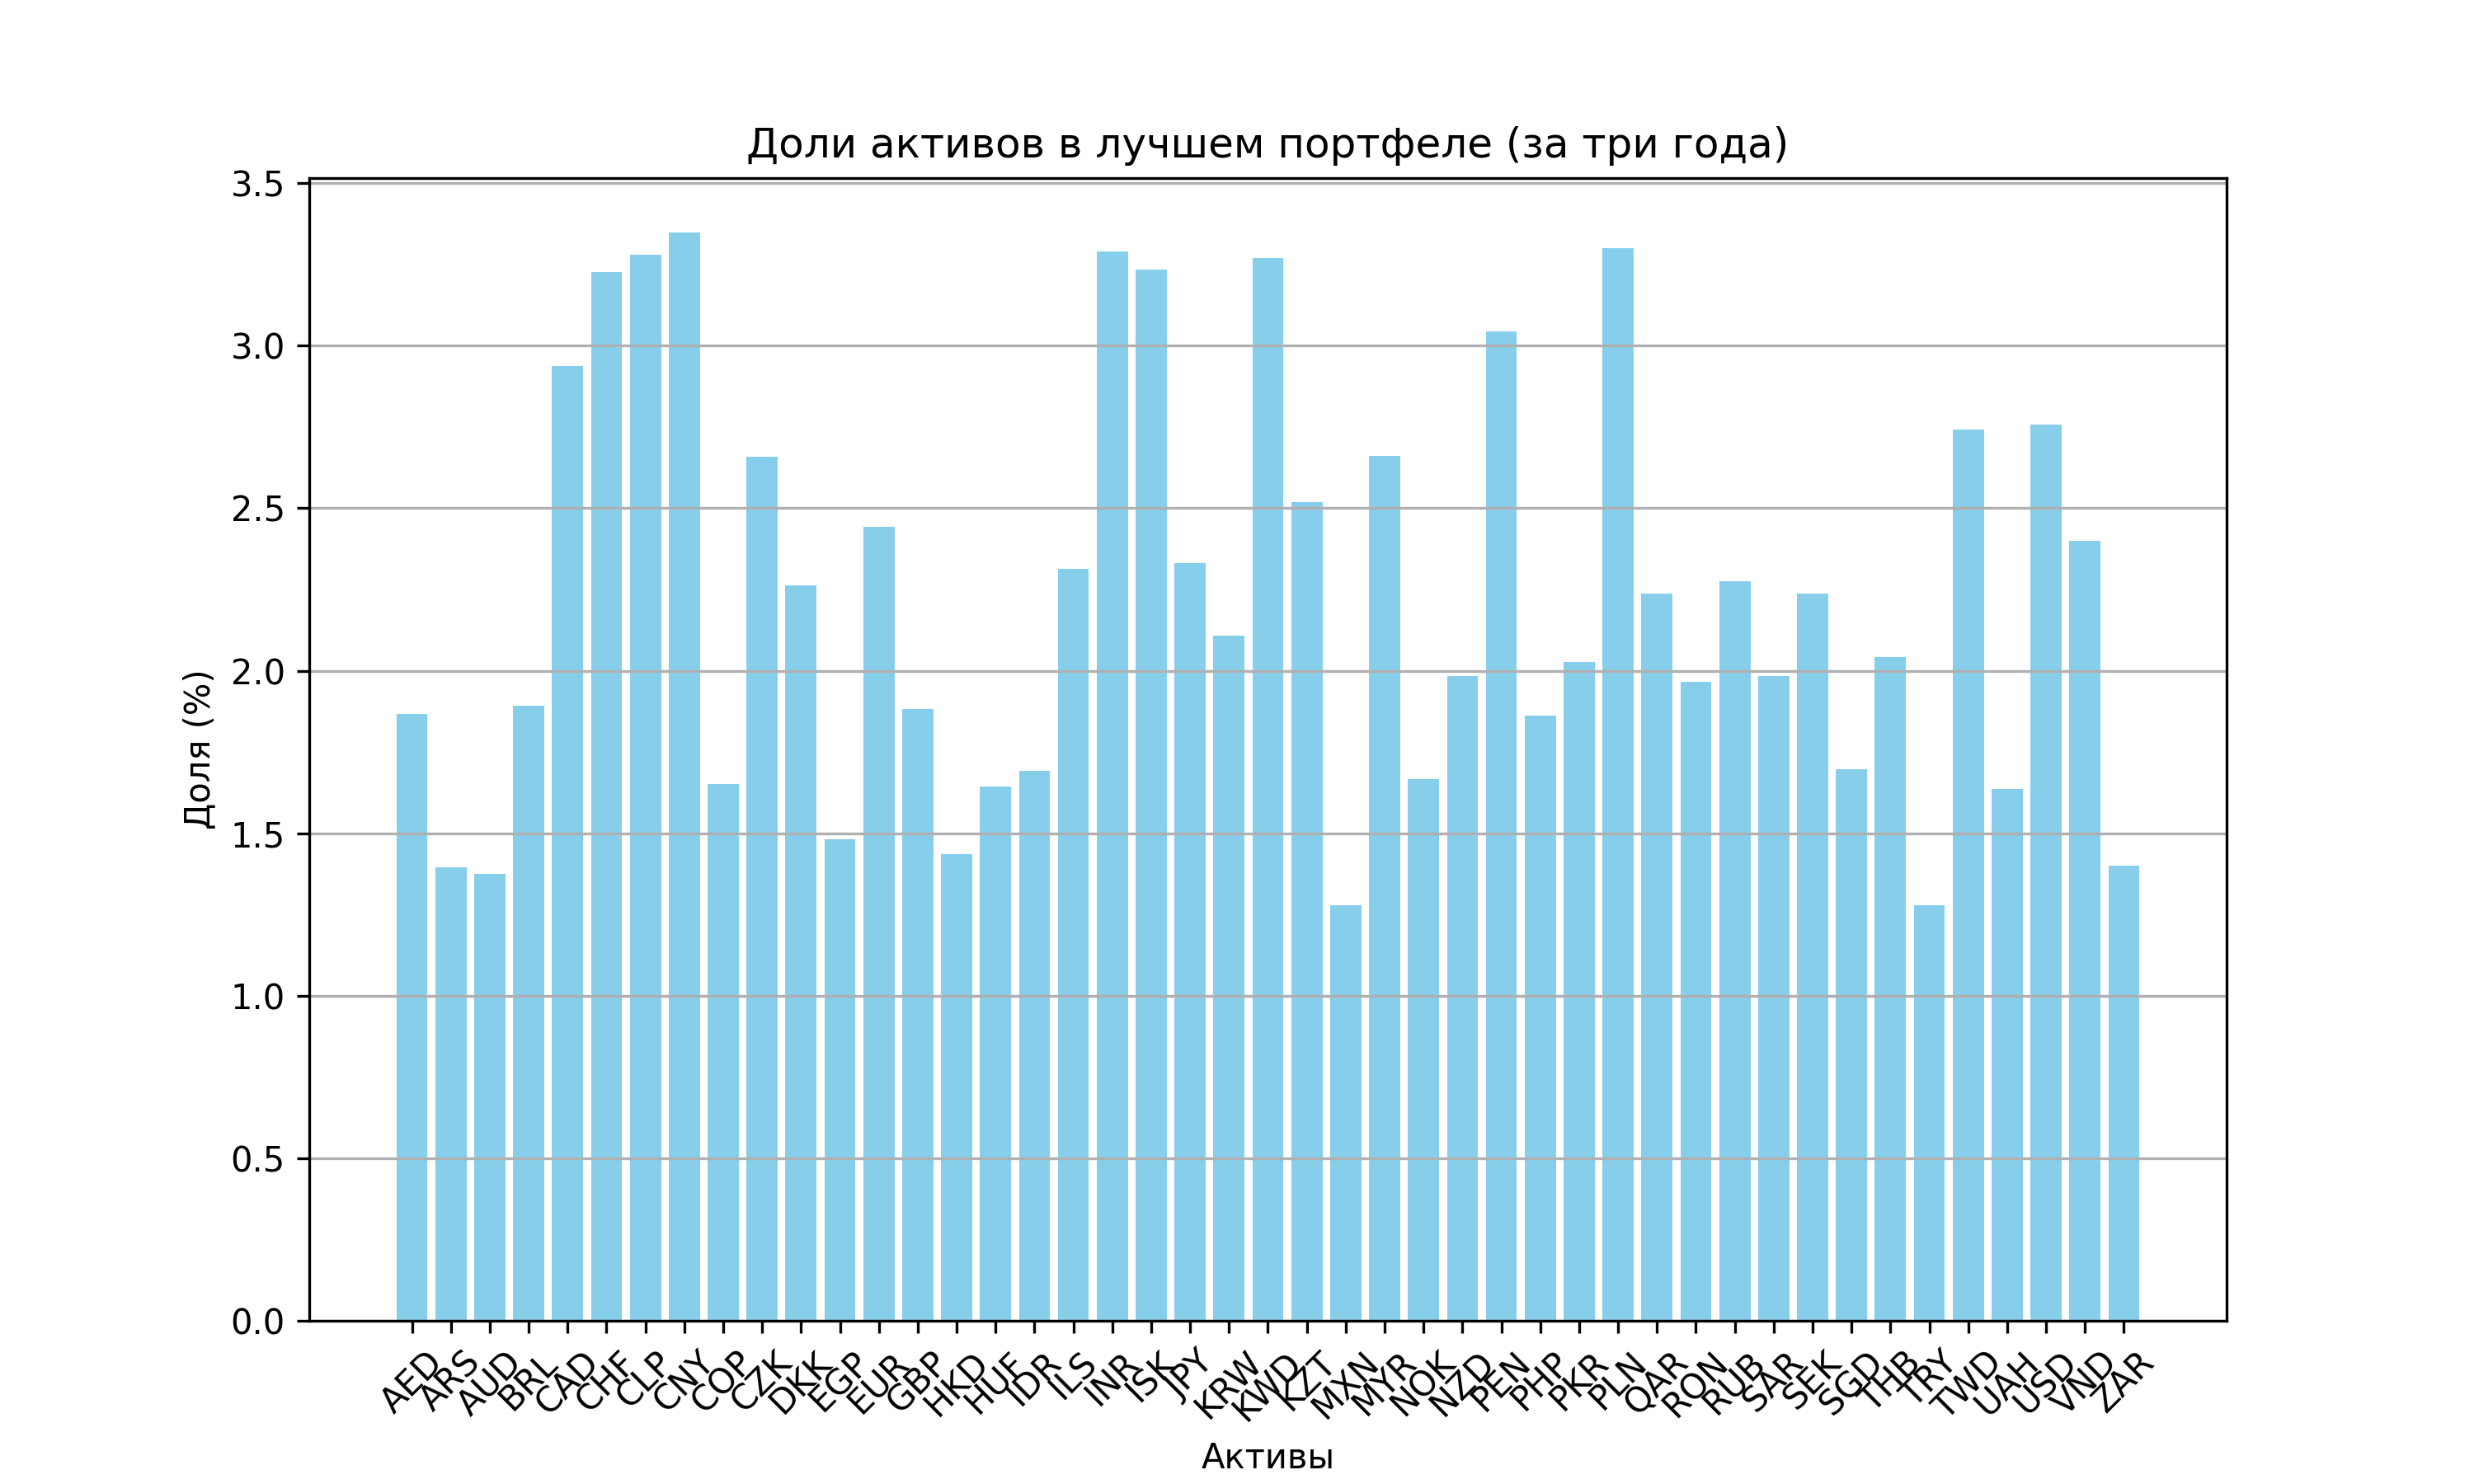 Доли активов в лучшем портфеле (за три года)
3.5
3.0
2.5
2.0
1.5
1.0
0.5
0.0
Доля (%)
AED ARS AUD BRL CAD CHF CLP CNY COP CZK DKK EGP EUR GBP HKD HUF IDR ILS INR ISK JPY KRW KWD KZT MXN MYR NOK NZD PEN PHP PKR PLN QAR RON RUB SAR SEK SGD THB TRY TWD UAH USD VND ZAR
Активы